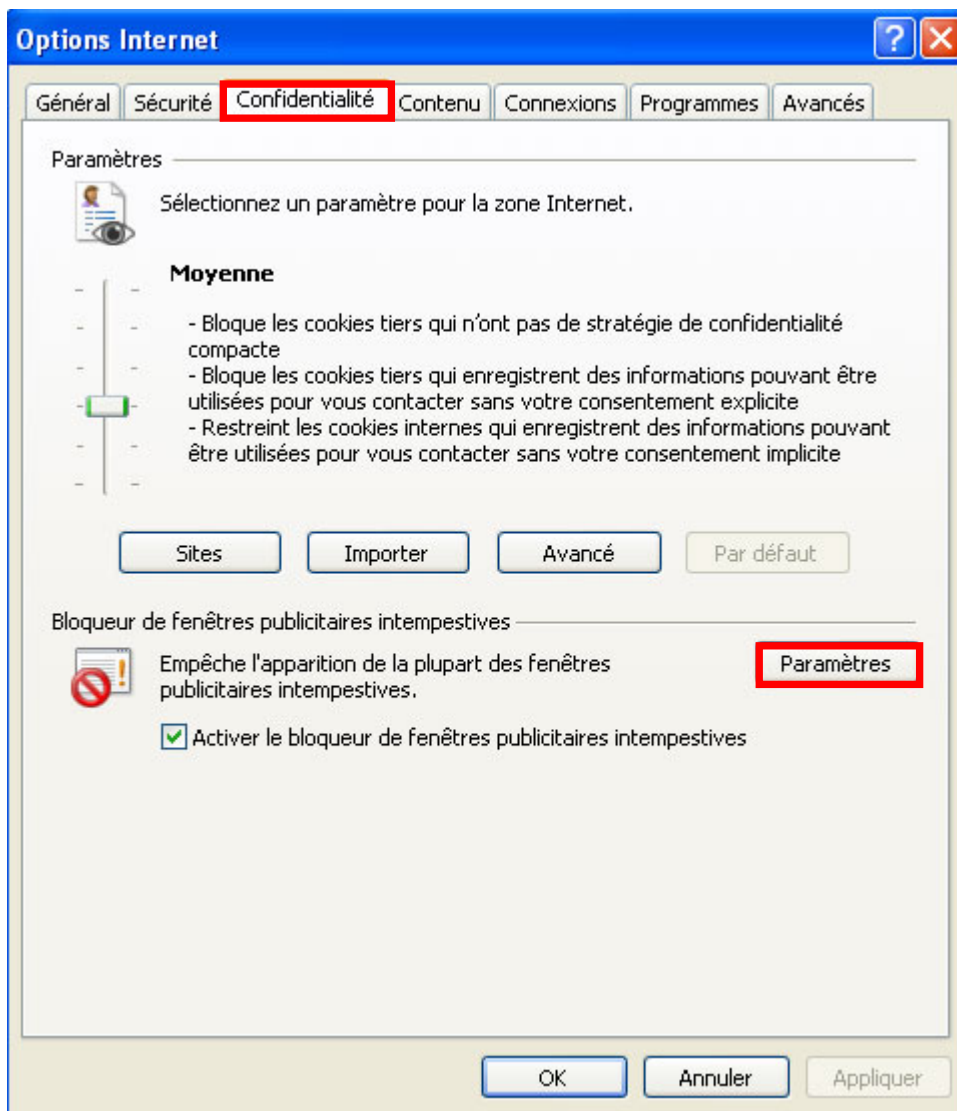 Options Internet
Général Sécurité Confidentialité Contenu Connexions Programmes Avancés
Paramètres
Sélectionnez un paramètre pour la zone Internet.
Moyenne
- Bloque les cookies tiers qui n'ont pas de stratégie de confidentialité
compacte
- Bloque les cookies tiers qui enregistrent des informations pouvant être
utilisées pour vous contacter sans votre consentement explicite
- Restreint les cookies internes qui enregistrent des informations pouvant
être utilisées pour vous contacter sans votre consentement implicite
Sites Importer Avancé Par défaut
Bloqueur de fenêtres publicitaires intempestives
Empêche l'apparition de la plupart des fenêtres
publicitaires intempestives.
Paramètres
Activer le bloqueur de fenêtres publicitaires intempestives
OK Annuler Appliquer